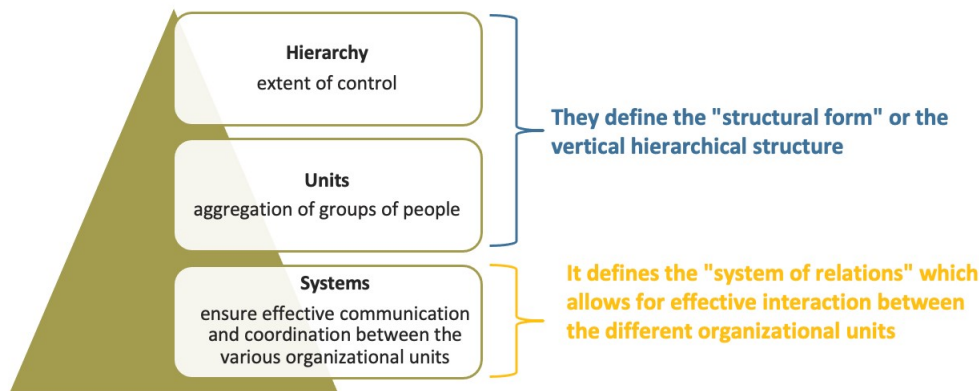 Hierarchy
extent of control
They define the "structural form" or the
vertical hierarchical structure
Units
aggregation of groups of people
Systems
ensure effective communication
and coordination between the
various organizational units
It defines the "system of relations" which
allows for effective interaction between
the different organizational units